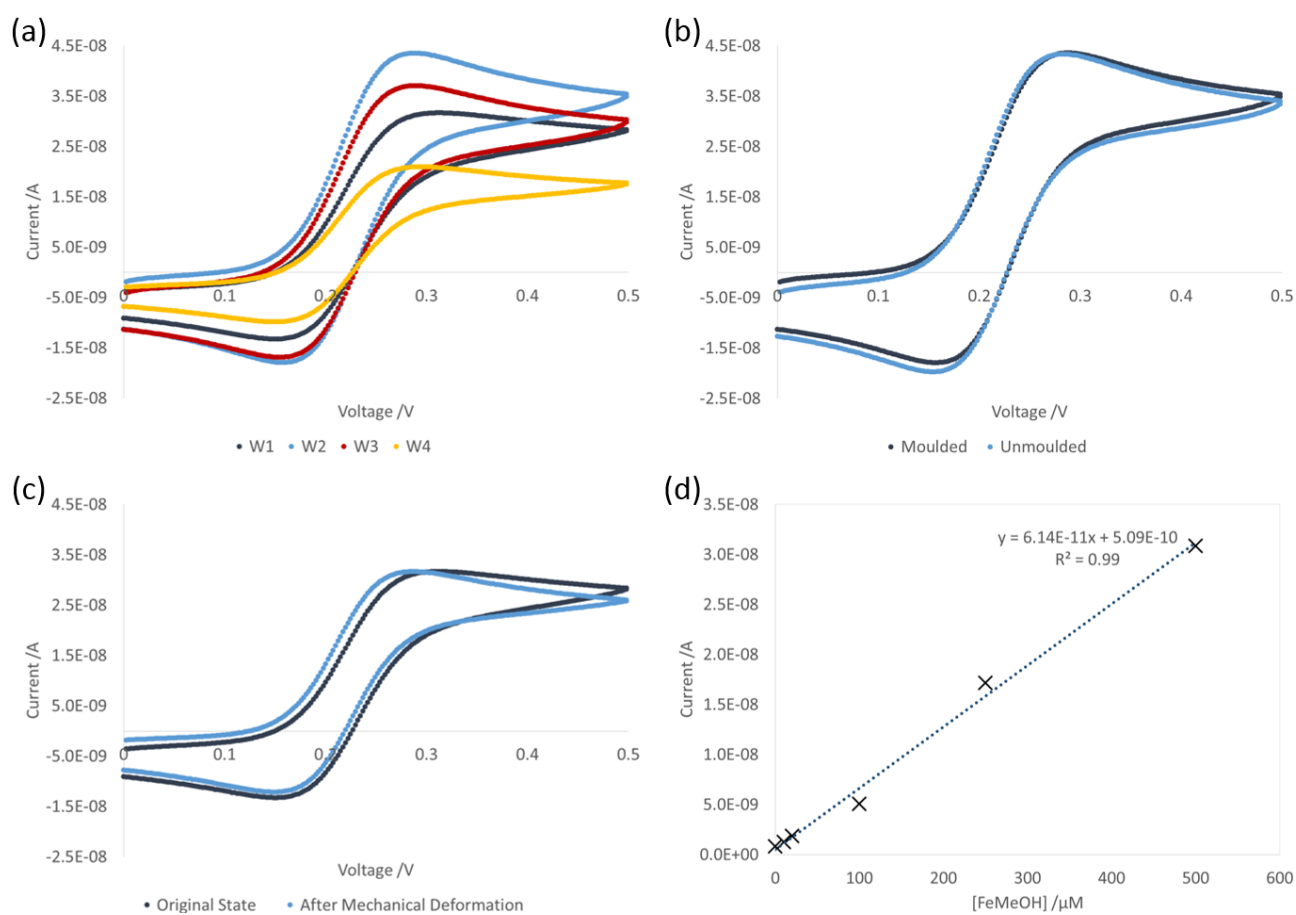 (a)
4.5E-08
3.5E-08
2.5E-08
1.5E-08
5.0E-09
-5.0E-09
-1.5E-08
-2.5E-08
Current /A
0 0.1 0.2 0.3 0.4 0.5
Voltage /V
W1 W2 W3 W4
(b)
4.5E-08
3.5E-08
2.5E-08
1.5E-08
5.0E-09
-5.0E-09
-1.5E-08
-2.5E-08
Current /A
0 0.1 0.2 0.3 0.4 0.5
Voltage /V
Moulded Unmoulded
(c)
4.5E-08
3.5E-08
2.5E-08
1.5E-08
5.0E-09
-5.0E-09
-1.5E-08
-2.5E-08
Current /A
0 0.1 0.2 0.3 0.4 0.5
Voltage /V
Original State After Mechanical Deformation
(d)
3.5E-08
3.0E-08
2.5E-08
2.0E-08
1.5E-08
1.0E-08
5.0E-09
0.0E+00
Current /A
y = 6.14E-11x + 5.09E-10
R² = 0.99
0 100 200 300 400 500 600
[FeMeOH] /µM